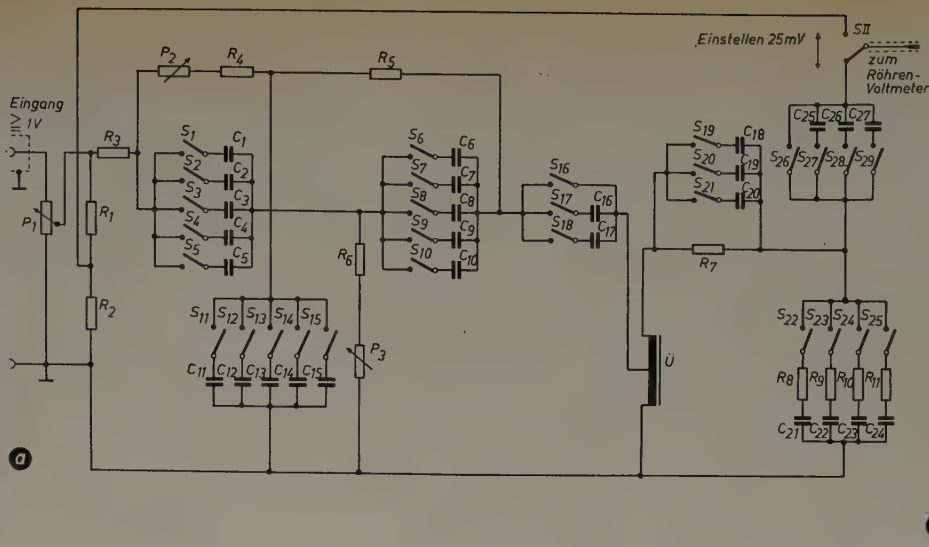 SII
Einstellen 25mV
zum
Röhren-
Voltmeter
P2
R4
R5
Eingang
≧ 1V
R3
P1
R1
R2
S1
C1
S2
C2
S3
C3
S4
C4
S5
C5
S6
C6
S7
C7
S8
C8
S9
C9
S10
C10
S16
S17
C16
S18
C17
S19
C18
S20
C19
S21
C20
R7
C25
C26
C27
S26
S27
S28
S29
R6
P3
S11
S12
S13
S14
S15
C11
C12
C13
C14
C15
Ü
S22
S23
S24
S25
R8
R9
R10
R11
C21
C22
C23
C24
a